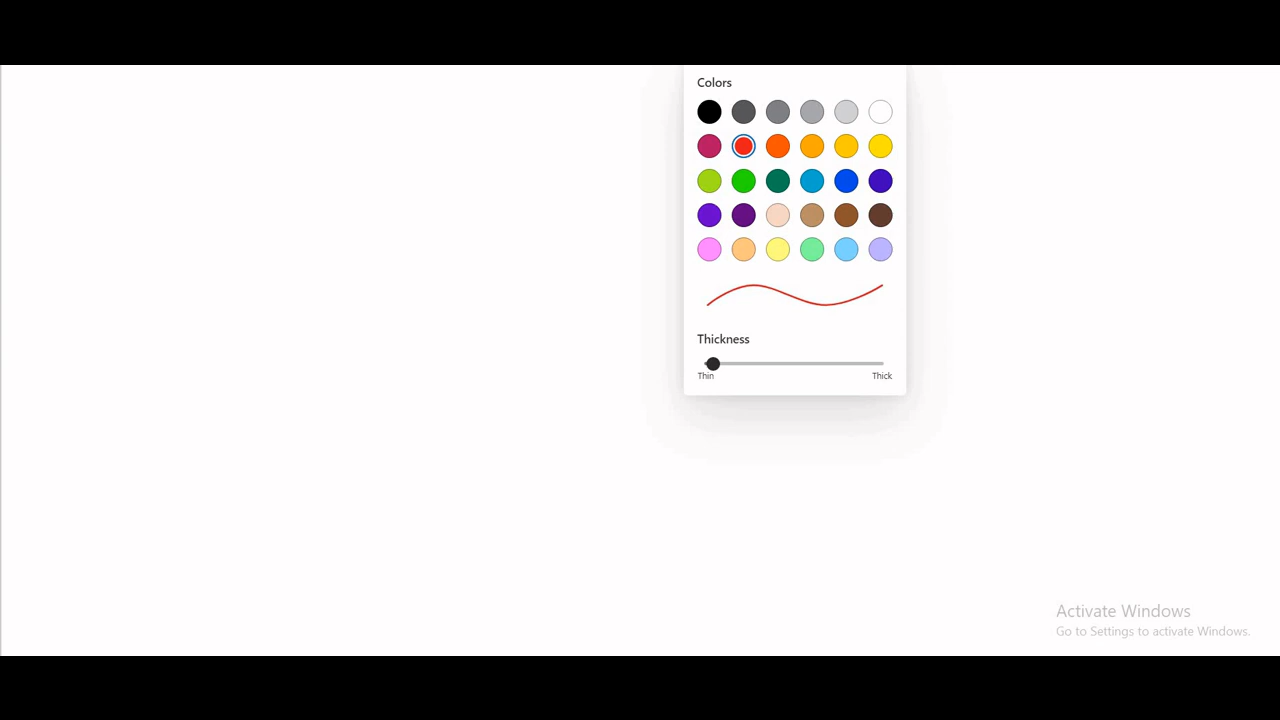 Colors
Thickness
Thin
Thick
Activate Windows
Go to Settings to activate Windows.